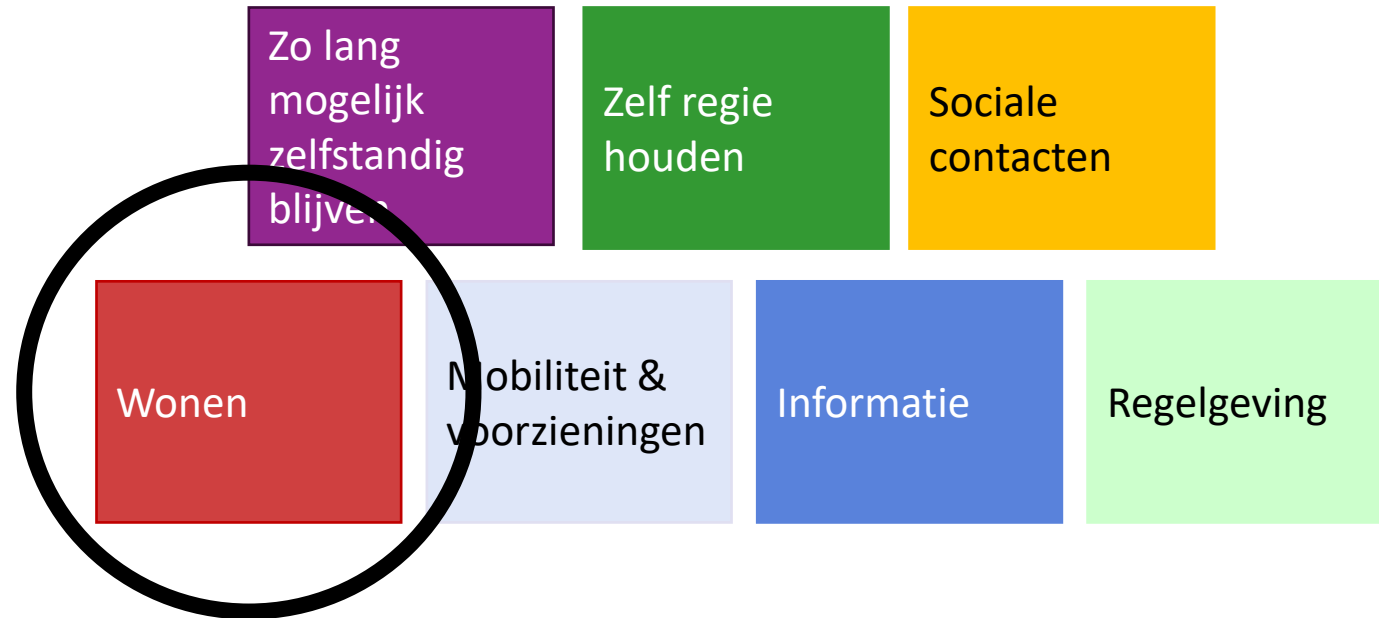 Zo lang
mogelijk
zelfstandig
blijven
Zelf regie
houden
Sociale
contacten
Wonen
Mobiliteit &
voorzieningen
Informatie
Regelgeving